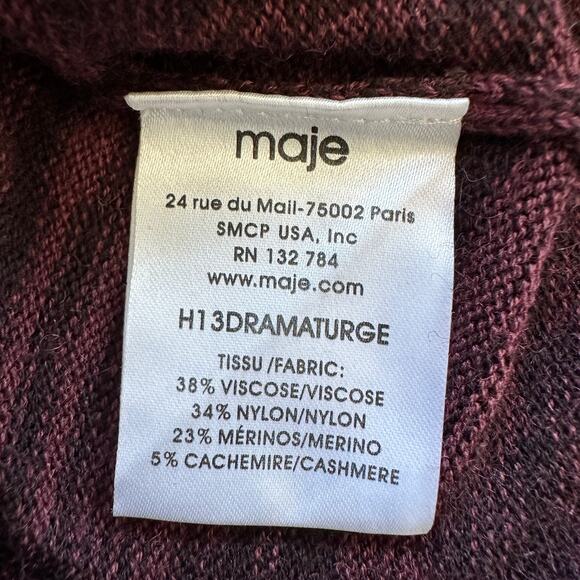 maje
24 rue du Mail-75002 Paris
SMCP USA, Inc
RN 132 784
www.maje.com
H13DRAMATURGE
TISSU /FABRIC:
38% VISCOSE/VISCOSE
34% NYLON/NYLON
23% MÉRINOS/MERINO
5% CACHEMIRE/CASHMERE